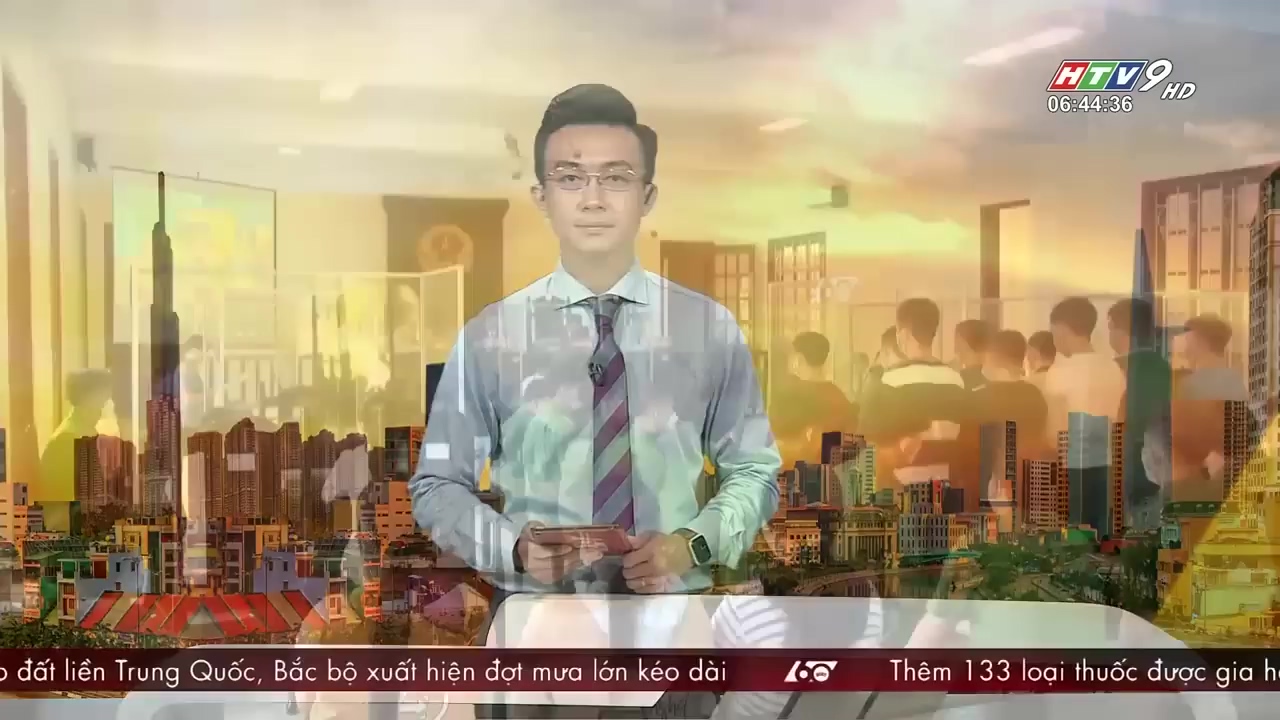 HTV9 HD
06:44:36
đất liền Trung Quốc, Bắc bộ xuất hiện đợt mưa lớn kéo dài 60 Thêm 133 loại thuốc được gia